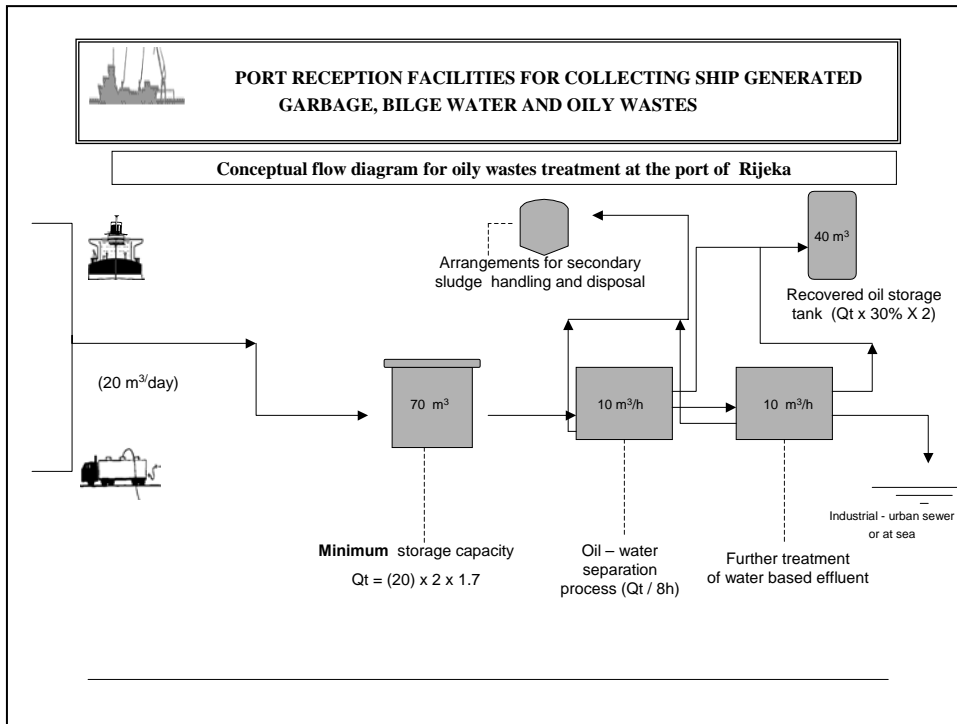 PORT RECEPTION FACILITIES FOR COLLECTING SHIP GENERATED
GARBAGE, BILGE WATER AND OILY WASTES
Conceptual flow diagram for oily wastes treatment at the port of Rijeka
40 m³
Arrangements for secondary
sludge handling and disposal
Recovered oil storage
tank (Qt x 30% X 2)
(20 m³/day)
70 m³
10 m³/h
10 m³/h
Industrial - urban sewer
or at sea
Minimum storage capacity
Qt = (20) x 2 x 1.7
Oil – water
separation
process (Qt / 8h)
Further treatment
of water based effluent